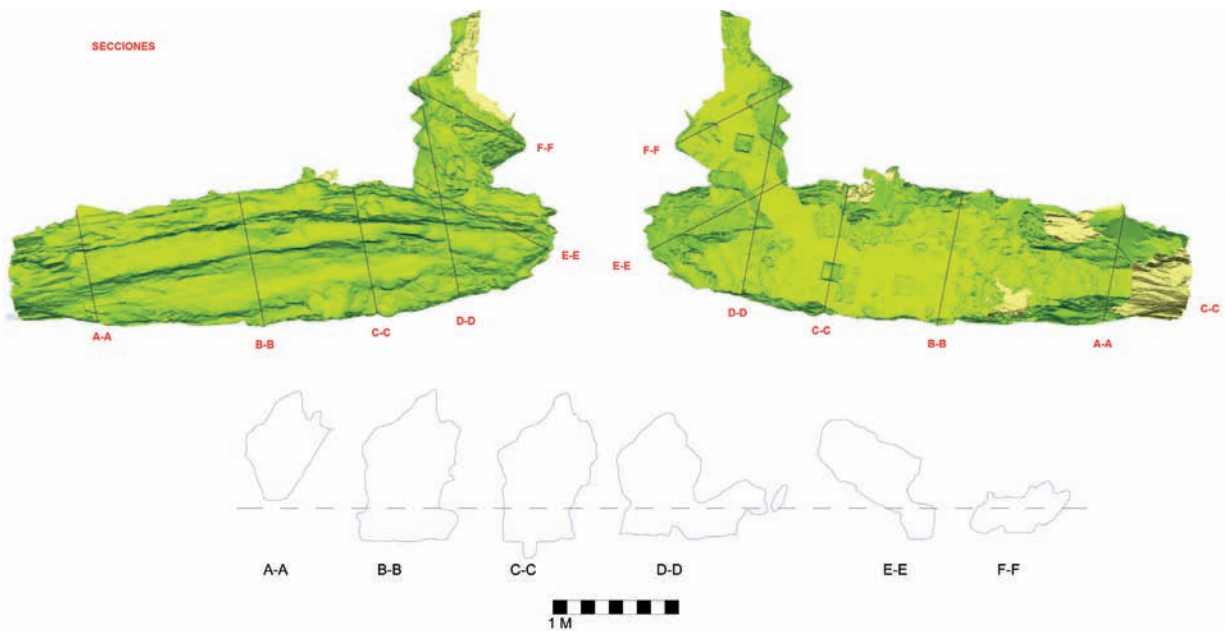 SECCIONES
F-F
E-E
D-D
C-C
B-B
A-A
F-F
E-E
D-D
C-C
B-B
A-A
C-C
A-A B-B C-C D-D E-E F-F
1 M